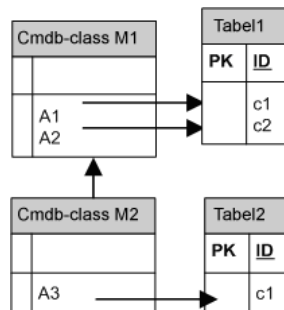 Cmdb-class M1
A1
A2
Tabel1
PK ID
c1
c2
Cmdb-class M2
A3
Tabel2
PK ID
c1